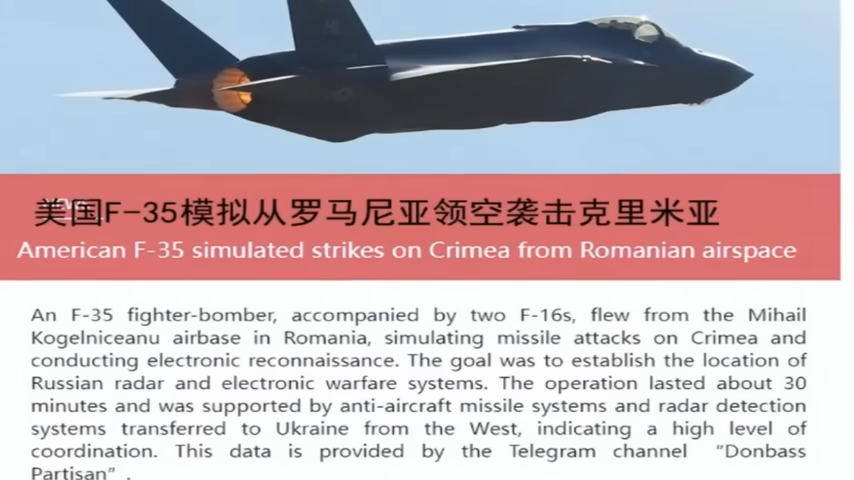 美国F-35模拟从罗马尼亚领空袭击克里米亚
American F-35 simulated strikes on Crimea from Romanian airspace
An F-35 fighter-bomber, accompanied by two F-16s, flew from the Mihail
Kogelniceanu airbase in Romania, simulating missile attacks on Crimea and
conducting electronic reconnaissance. The goal was to establish the location of
Russian radar and electronic warfare systems. The operation lasted about 30
minutes and was supported by anti-aircraft missile systems and radar detection
systems transferred to Ukraine from the West, indicating a high level of
coordination. This data is provided by the Telegram channel “Donbass
Partisan” .